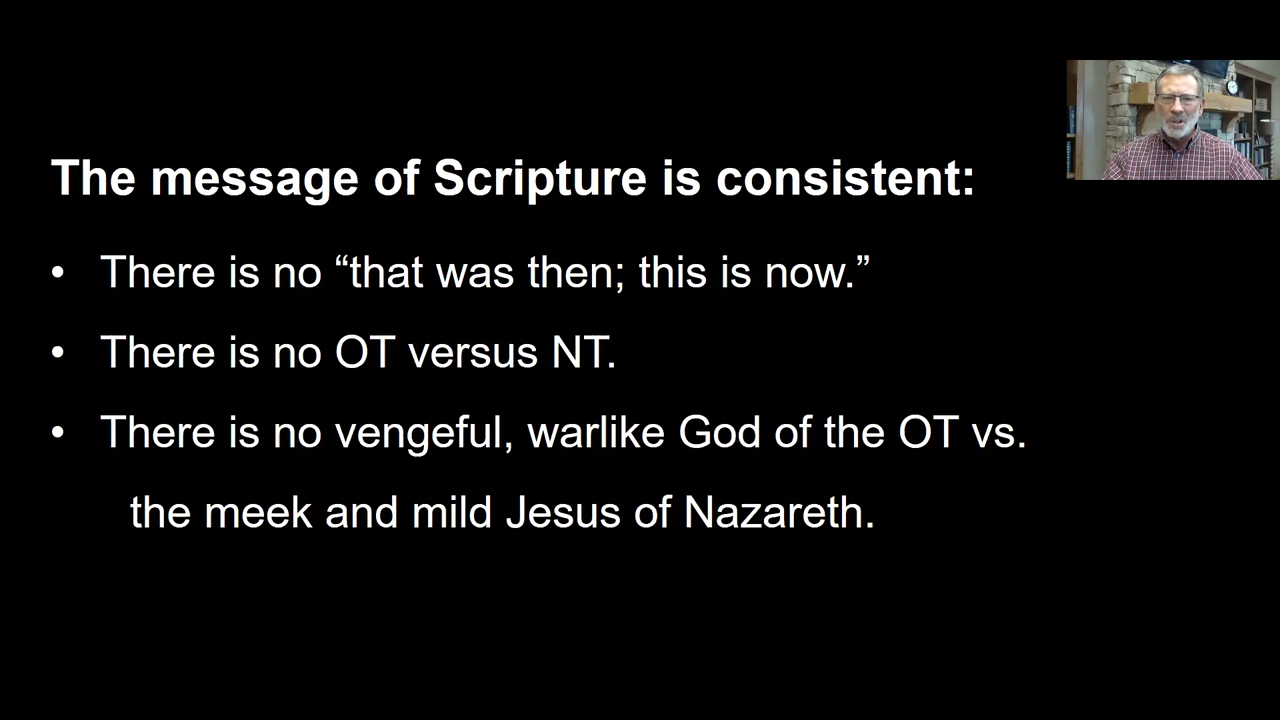 The message of Scripture is consistent:
• There is no “that was then; this is now.”
• There is no OT versus NT.
• There is no vengeful, warlike God of the OT vs.
the meek and mild Jesus of Nazareth.